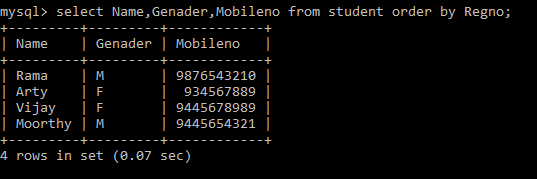 mysql> select Name,Genader,Mobileno from student order by Regno;
+---------+---------+------------+
| Name    | Genader | Mobileno   |
+---------+---------+------------+
| Rama    | M       | 9876543210 |
| Arty    | F       |  934567889 |
| Vijay   | F       | 9445678989 |
| Moorthy | M       | 9445654321 |
+---------+---------+------------+
4 rows in set (0.07 sec)